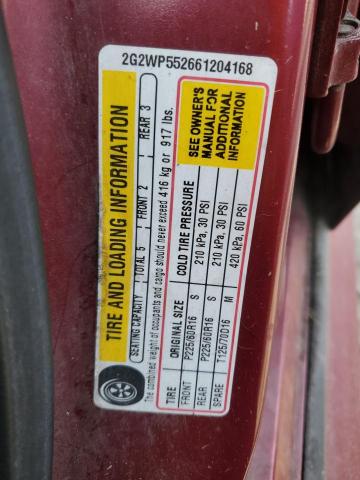 2G2WP552661204168
TIRE AND LOADING INFORMATION
SEATING CAPACITY TOTAL 5 FRONT 2 REAR 3
The combined weight of occupants and cargo should never exceed 416 kg or 917 lbs.
TIRE ORIGINAL SIZE COLD TIRE PRESSURE
FRONT P225/60R16 S 210 kPa, 30 PSI
REAR P225/60R16 S 210 kPa, 30 PSI
SPARE T125/70D16 M 420 kPa, 60 PSI
SEE OWNER'S
MANUAL FOR
ADDITIONAL
INFORMATION